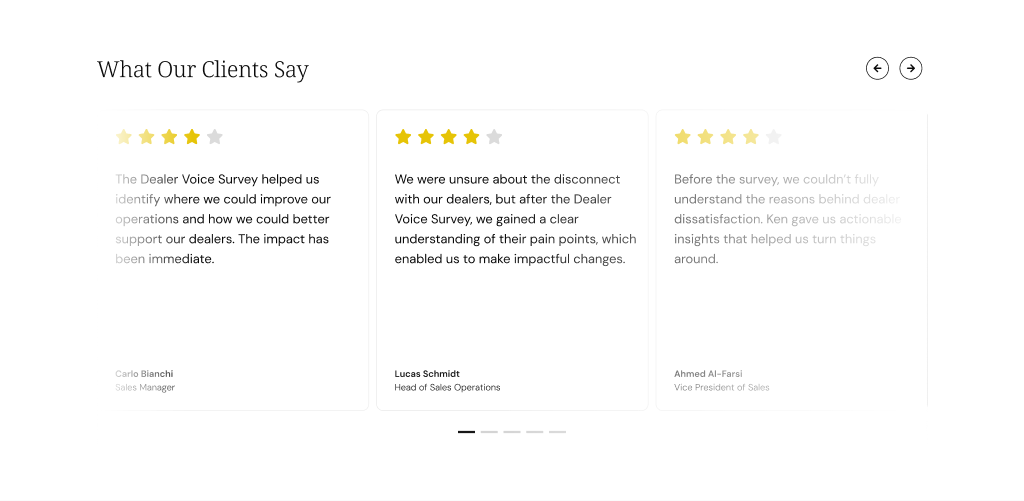 What Our Clients Say
The Dealer Voice Survey helped us
identify where we could improve our
operations and how we could better
support our dealers. The impact has
been immediate.
Carlo Bianchi
Sales Manager
We were unsure about the disconnect
with our dealers, but after the Dealer
Voice Survey, we gained a clear
understanding of their pain points, which
enabled us to make impactful changes.
Lucas Schmidt
Head of Sales Operations
Before the survey, we couldn't fully
understand the reasons behind dealer
dissatisfaction. Ken gave us actionable
insights that helped us turn things
around.
Ahmed Al-Farsi
Vice President of Sales